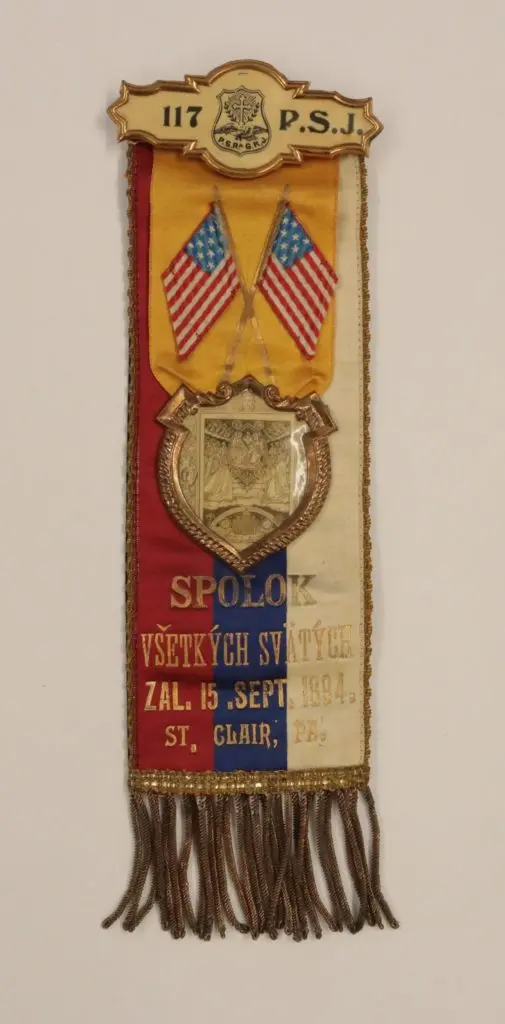 117 P.S.J.
SPOLOK
VŠETKÝCH SVÄTÝCH
ZAL. 15 .SEPT. 1894.
ST. CLAIR, PA.